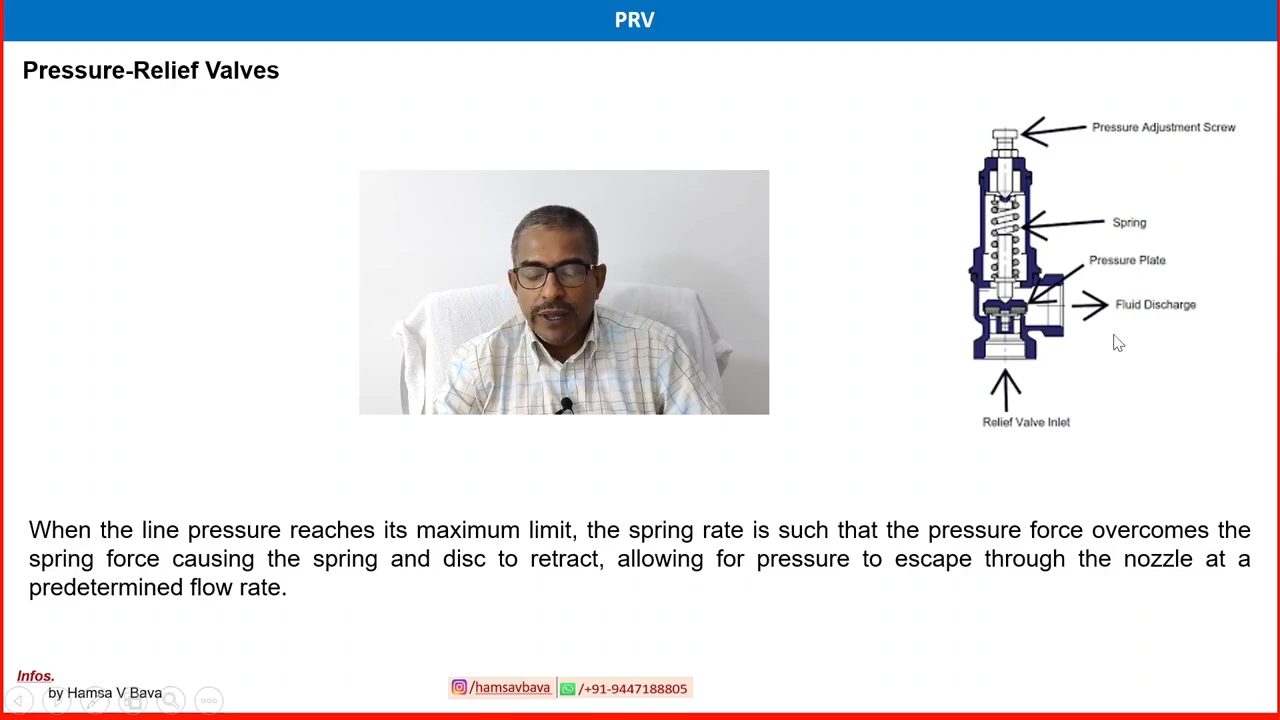 PRV
Pressure-Relief Valves
Pressure Adjustment Screw
Spring
Pressure Plate
Fluid Discharge
Relief Valve Inlet
When the line pressure reaches its maximum limit, the spring rate is such that the pressure force overcomes the
spring force causing the spring and disc to retract, allowing for pressure to escape through the nozzle at a
predetermined flow rate.
Infos.
by Hamsa V Bava
/hamsavbava
/+91-9447188805